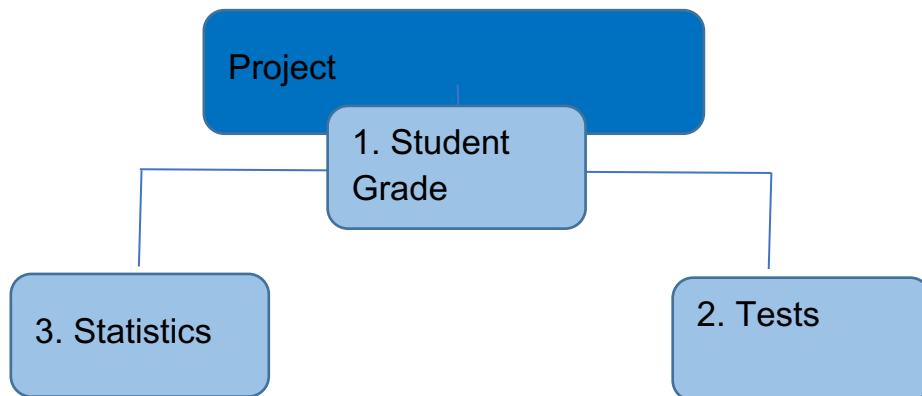 Project
1. Student
Grade
3. Statistics
2. Tests